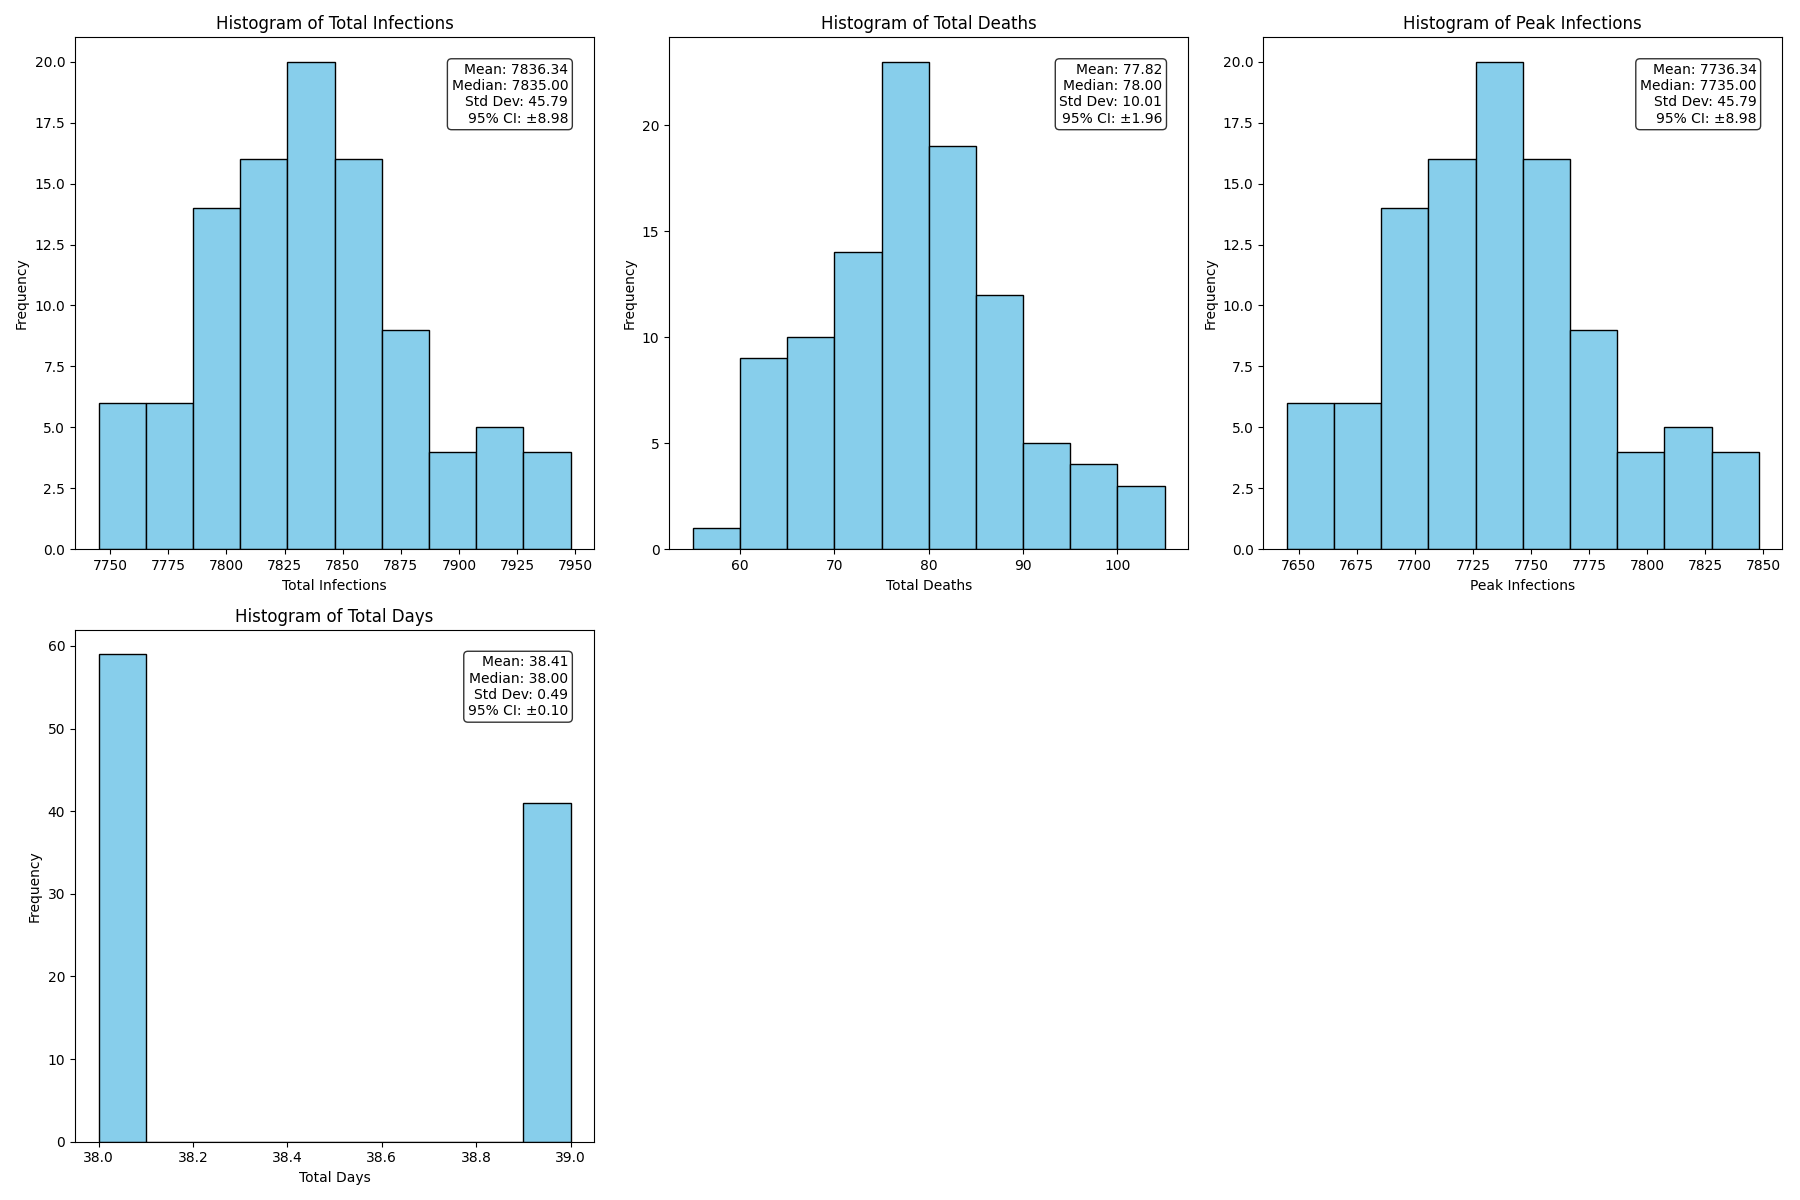 Histogram of Total Infections
20.0
17.5
15.0
12.5
10.0
7.5
5.0
2.5
0.0
Frequency
Mean: 7836.34
Median: 7835.00
Std Dev: 45.79
95% CI: ±8.98
7750 7775 7800 7825 7850 7875 7900 7925 7950
Total Infections
Histogram of Total Deaths
20
15
10
5
0
Frequency
Mean: 77.82
Median: 78.00
Std Dev: 10.01
95% CI: ±1.96
60 70 80 90 100
Total Deaths
Histogram of Peak Infections
20.0
17.5
15.0
12.5
10.0
7.5
5.0
2.5
0.0
Frequency
Mean: 7736.34
Median: 7735.00
Std Dev: 45.79
95% CI: ±8.98
7650 7675 7700 7725 7750 7775 7800 7825 7850
Peak Infections
Histogram of Total Days
60
50
40
30
20
10
0
Frequency
Mean: 38.41
Median: 38.00
Std Dev: 0.49
95% CI: ±0.10
38.0 38.2 38.4 38.6 38.8 39.0
Total Days